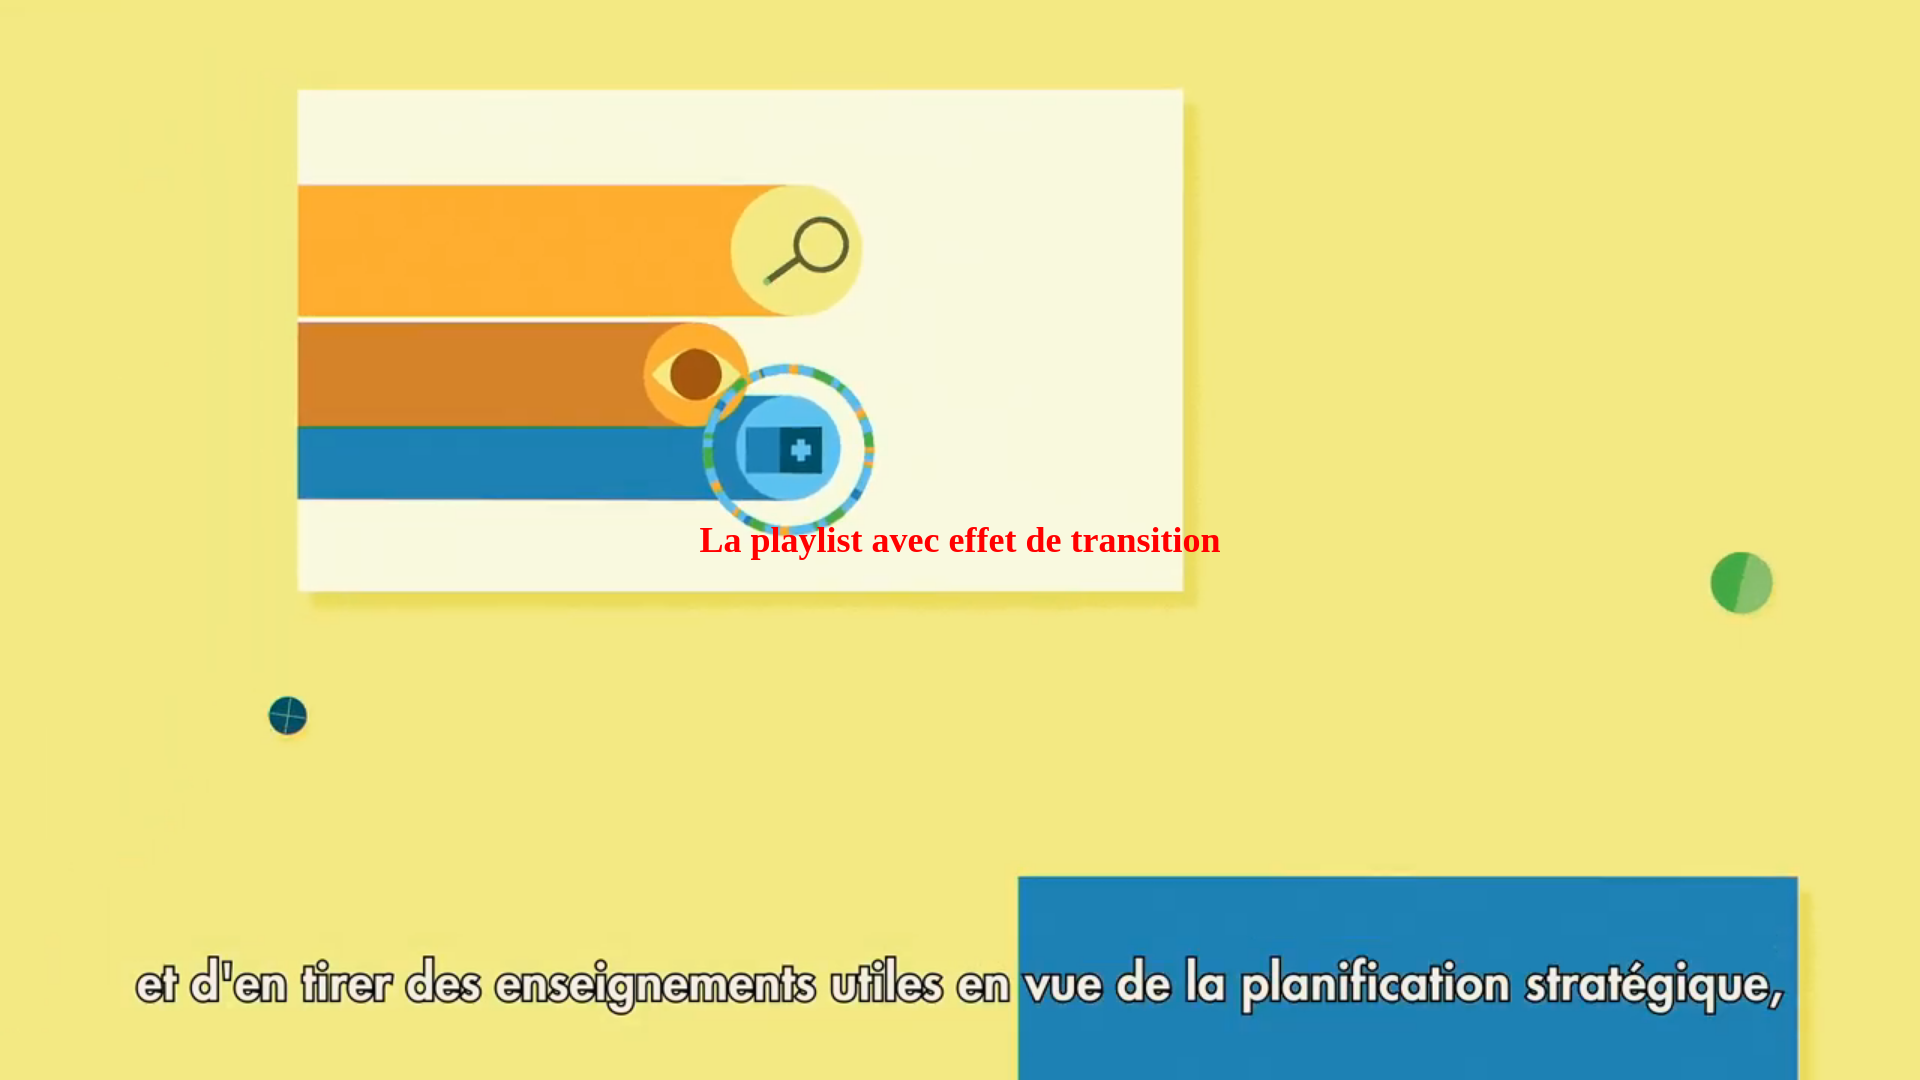 La playlist avec effet de transition
et d'en tirer des enseignements utiles en vue de la planification stratégique,